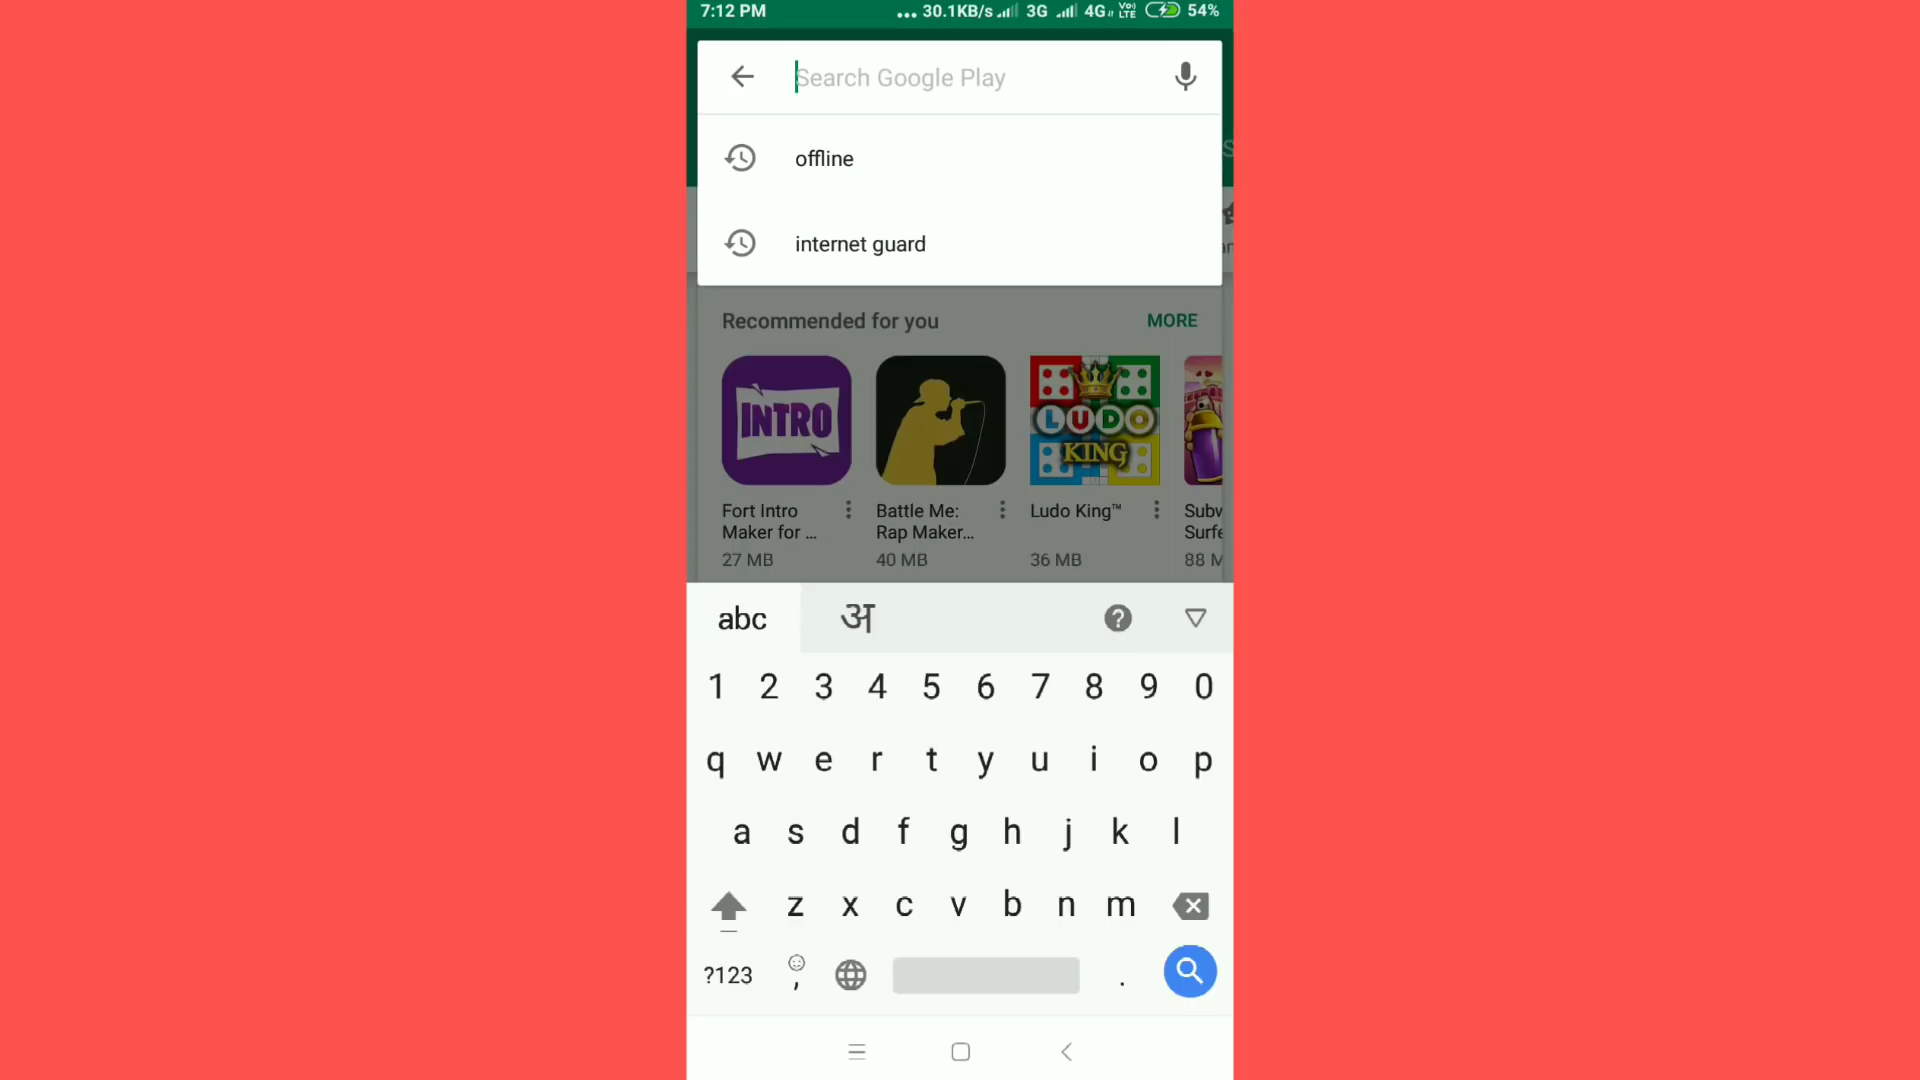 7:12 PM ... 30.1KB/s 3G 4G VoLTE 54%
Search Google Play
offline
internet guard
Recommended for you MORE
INTRO
LUDO
KING
Fort Intro
Maker for ...
27 MB
Battle Me:
Rap Maker...
40 MB
Ludo King™
36 MB
Subw
Surfe
88 M
abc अ ?
1 2 3 4 5 6 7 8 9 0
q w e r t y u i o p
a s d f g h j k l
z x c v b n m
?123 , .